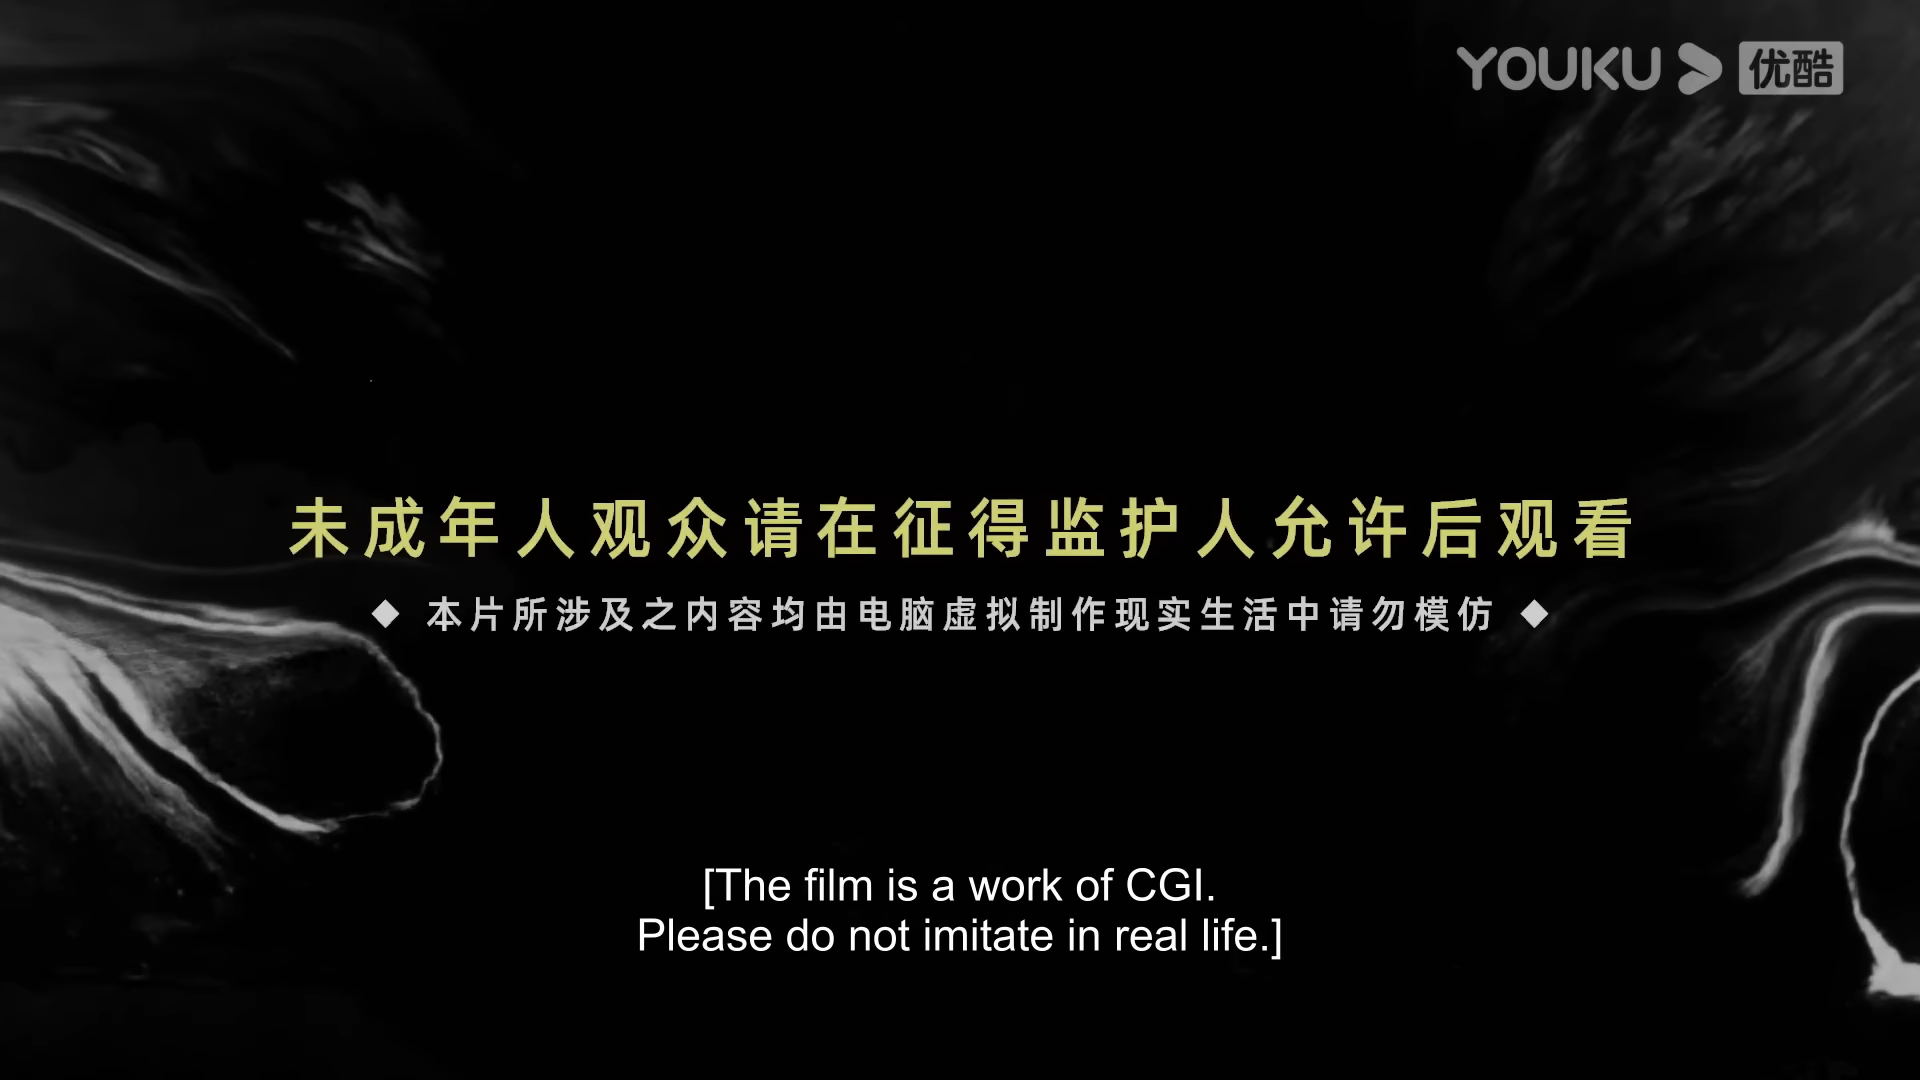 YOUKU 优酷
未成年人观众请在征得监护人允许后观看
◆ 本片所涉及之内容均由电脑虚拟制作现实生活中请勿模仿 ◆
[The film is a work of CGI.
Please do not imitate in real life.]